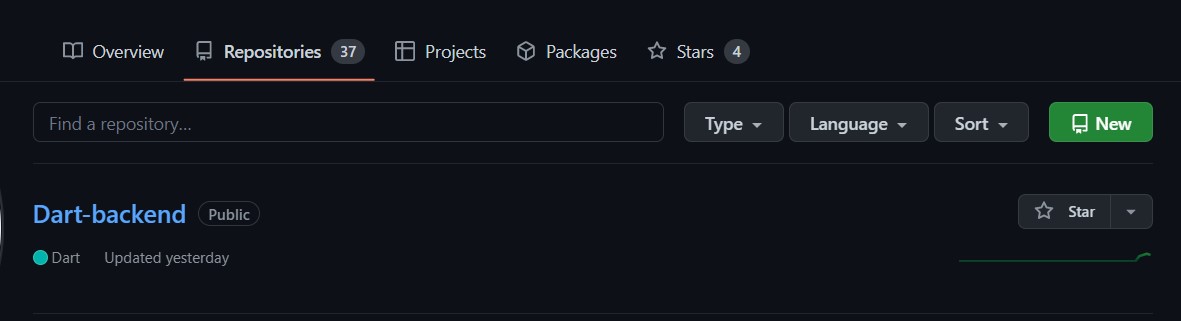 Overview Repositories 37 Projects Packages Stars 4
Find a repository... Type Language Sort New
Dart-backend Public Star
Dart Updated yesterday